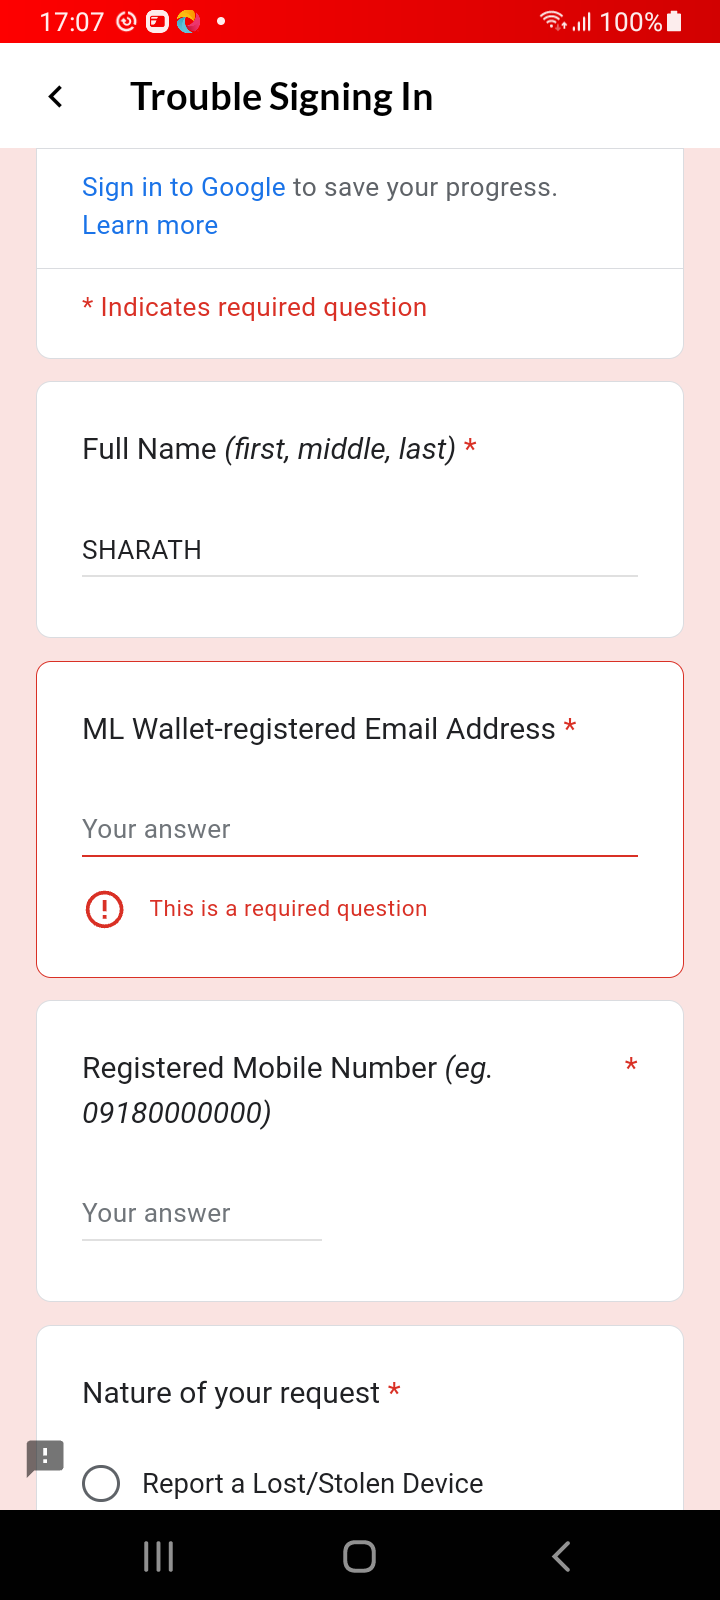 17:07
100%
Trouble Signing In
Sign in to Google to save your progress.
Learn more
* Indicates required question
Full Name (first, middle, last) *
SHARATH
ML Wallet-registered Email Address *
Your answer
This is a required question
Registered Mobile Number (eg. *
09180000000)
Your answer
Nature of your request *
Report a Lost/Stolen Device